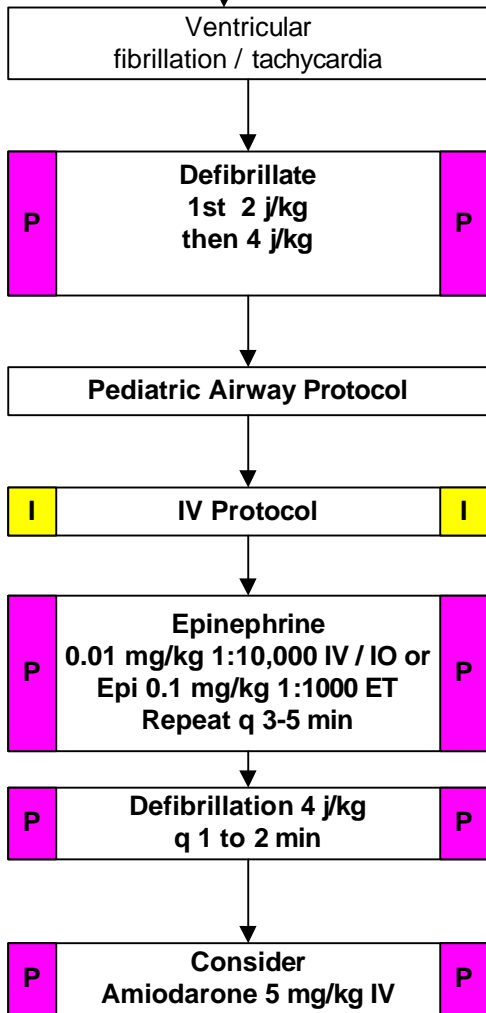 Ventricular
fibrillation / tachycardia
P
Defibrillate
1st 2 j/kg
then 4 j/kg
P
Pediatric Airway Protocol
I
IV Protocol
I
P
Epinephrine
0.01 mg/kg 1:10,000 IV / IO or
Epi 0.1 mg/kg 1:1000 ET
Repeat q 3-5 min
P
P
Defibrillation 4 j/kg
q 1 to 2 min
P
P
Consider
Amiodarone 5 mg/kg IV
P